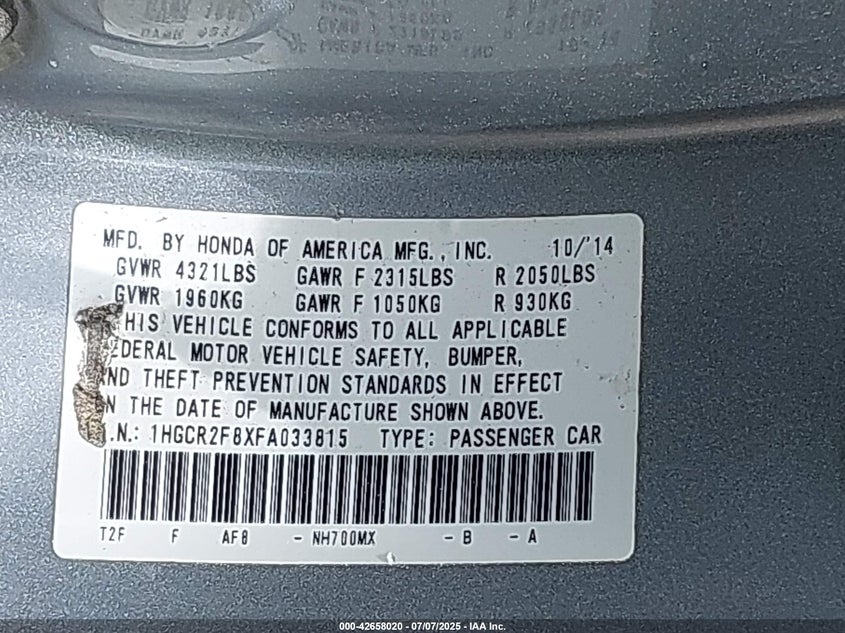 MFD. BY HONDA OF AMERICA MFG., INC. 10/'14
GVWR 4321LBS GAWR F 2315LBS R 2050LBS
GVWR 1960KG GAWR F 1050KG R 930KG
HIS VEHICLE CONFORMS TO ALL APPLICABLE
EDERAL MOTOR VEHICLE SAFETY, BUMPER,
ND THEFT PREVENTION STANDARDS IN EFFECT
N THE DATE OF MANUFACTURE SHOWN ABOVE.
.N.: 1HGCR2F8XFA033815 TYPE: PASSENGER CAR
T2F F AF8 - NH700MX - B - A
000-42658020 - 07/07/2025 - IAA Inc.